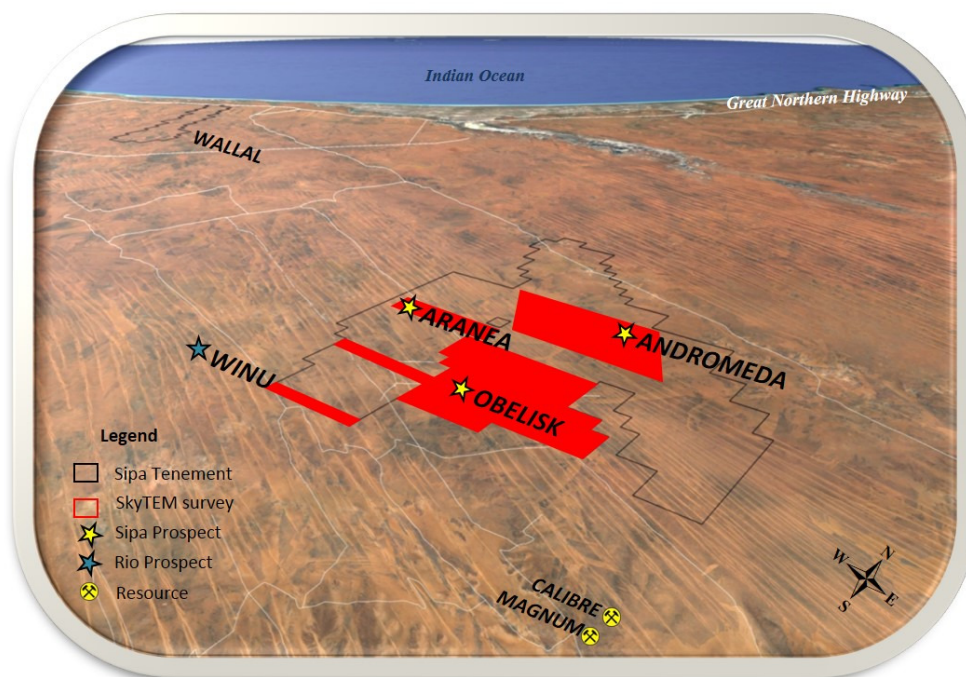 Indian Ocean
Great Northern Highway
WALLAL
ARANEA
ANDROMEDA
WINU
OBELISK
Legend
Sipa Tenement
SkyTEM survey
Sipa Prospect
Rio Prospect
Resource
CALIBRE
MAGNUM
N
W
E
S